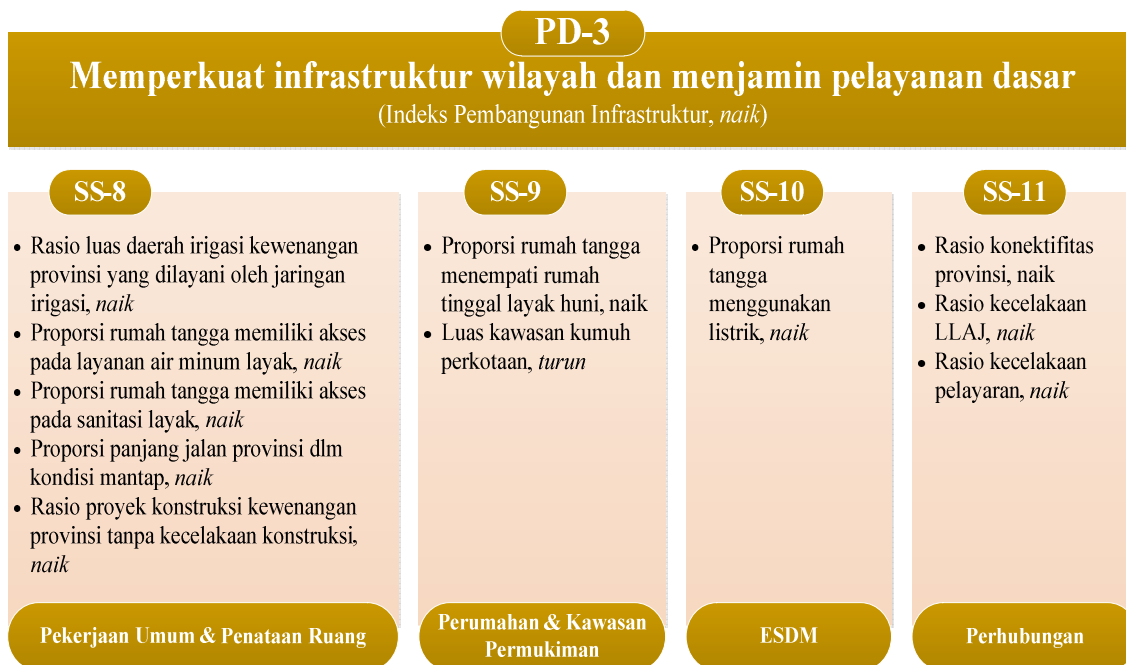 PD-3
Memperkuat infrastruktur wilayah dan menjamin pelayanan dasar
(Indeks Pembangunan Infrastruktur, naik)
SS-8
• Rasio luas daerah irigasi kewenangan
provinsi yang dilayani oleh jaringan
irigasi, naik
• Proporsi rumah tangga memiliki akses
pada layanan air minum layak, naik
• Proporsi rumah tangga memiliki akses
pada sanitasi layak, naik
• Proporsi panjang jalan provinsi dlm
kondisi mantap, naik
• Rasio proyek konstruksi kewenangan
provinsi tanpa kecelakaan konstruksi,
naik
Pekerjaan Umum & Penataan Ruang
SS-9
• Proporsi rumah tangga
menempati rumah
tinggal layak huni, naik
• Luas kawasan kumuh
perkotaan, turun
Perumahan & Kawasan
Permukiman
SS-10
• Proporsi rumah
tangga
menggunakan
listrik, naik
ESDM
SS-11
• Rasio konektifitas
provinsi, naik
• Rasio kecelakaan
LLAJ, naik
• Rasio kecelakaan
pelayaran, naik
Perhubungan